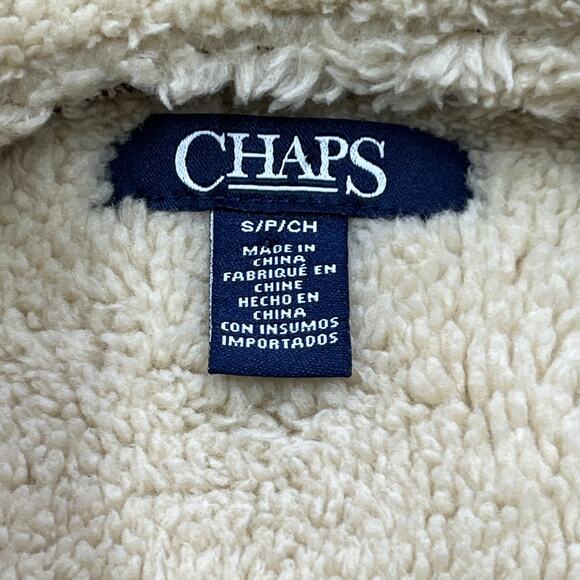 CHAPS
S/P/CH
MADE IN
CHINA
FABRIQUÉ EN
CHINE
HECHO EN
CHINA
CON INSUMOS
IMPORTADOS